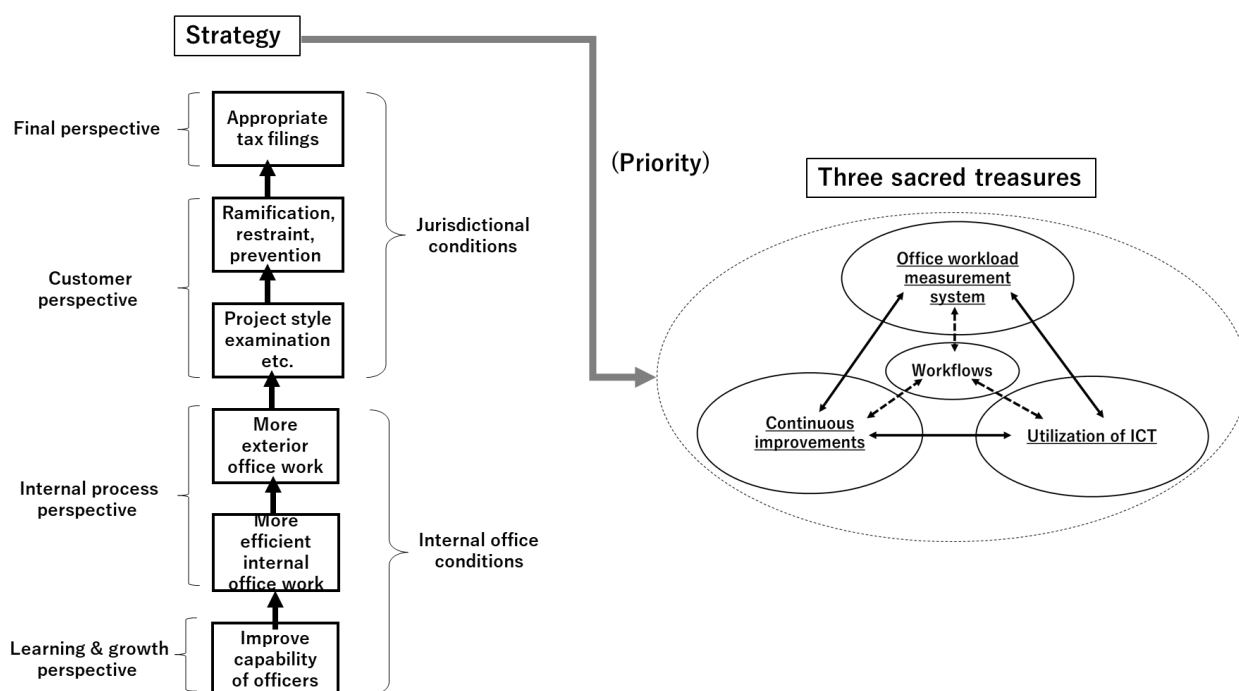 Strategy
Final perspective
Appropriate
tax filings
Customer
perspective
Ramification,
restraint,
prevention
Project style
examination
etc.
Jurisdictional
conditions
Internal process
perspective
More
exterior
office work
More
efficient
internal
office work
Internal office
conditions
Learning & growth
perspective
Improve
capability
of officers
(Priority)
Three sacred treasures
Office workload
measurement
system
Workflows
Continuous
improvements
Utilization of ICT